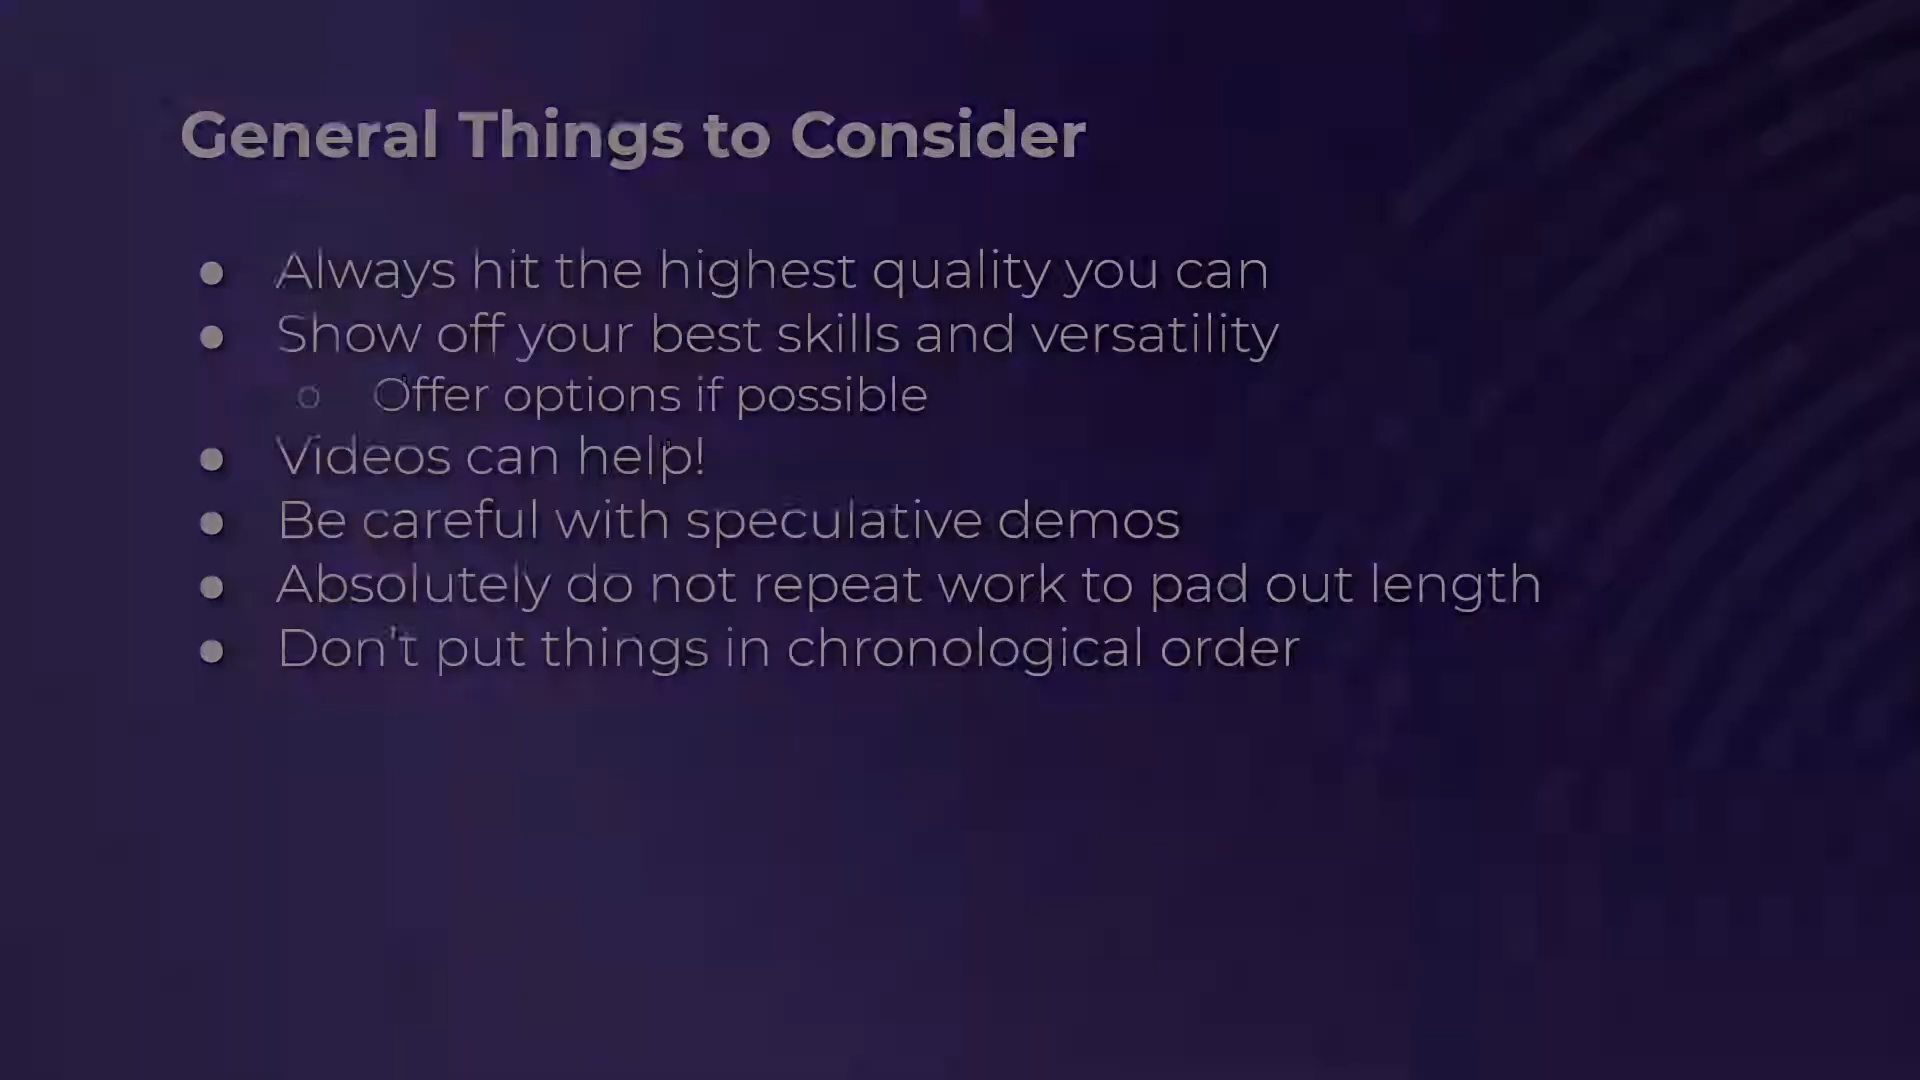 General Things to Consider
● Always hit the highest quality you can
● Show off your best skills and versatility
○ Offer options if possible
● Videos can help!
● Be careful with speculative demos
● Absolutely do not repeat work to pad out length
● Don't put things in chronological order